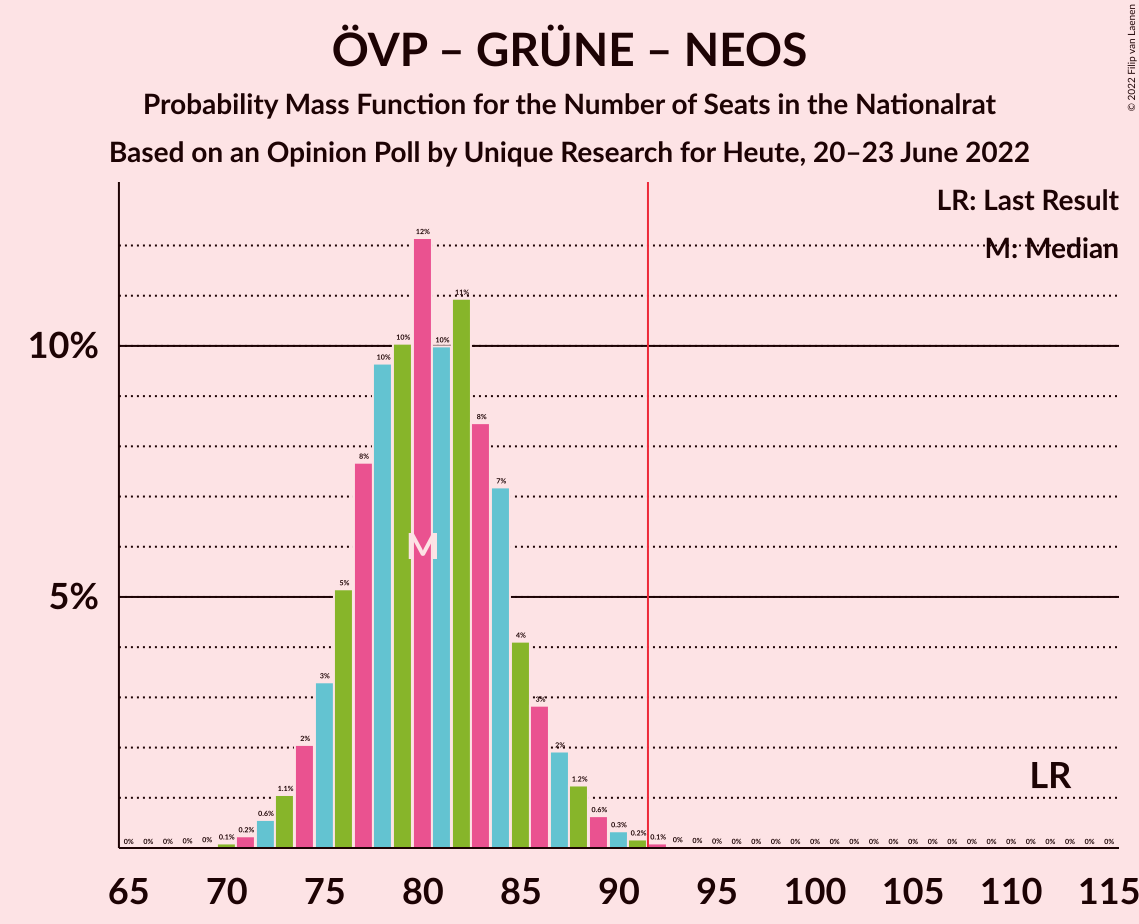 ÖVP – GRÜNE – NEOS
Probability Mass Function for the Number of Seats in the Nationalrat
Based on an Opinion Poll by Unique Research for Heute, 20–23 June 2022
© 2022 Filip van Laenen
LR: Last Result
M: Median
10%
5%
0% 0% 0% 0% 0% 0.1% 0.2% 0.6% 1.1% 2% 3% 5% 8% 10% 10% 12% 10% 11% 8% 7% 4% 3% 2% 1.2% 0.6% 0.3% 0.2% 0.1% 0% 0% 0% 0% 0% 0% 0% 0% 0% 0% 0% 0% 0% 0% 0% 0% 0% 0% 0% 0% 0% 0% 0%
M
LR
65 70 75 80 85 90 95 100 105 110 115